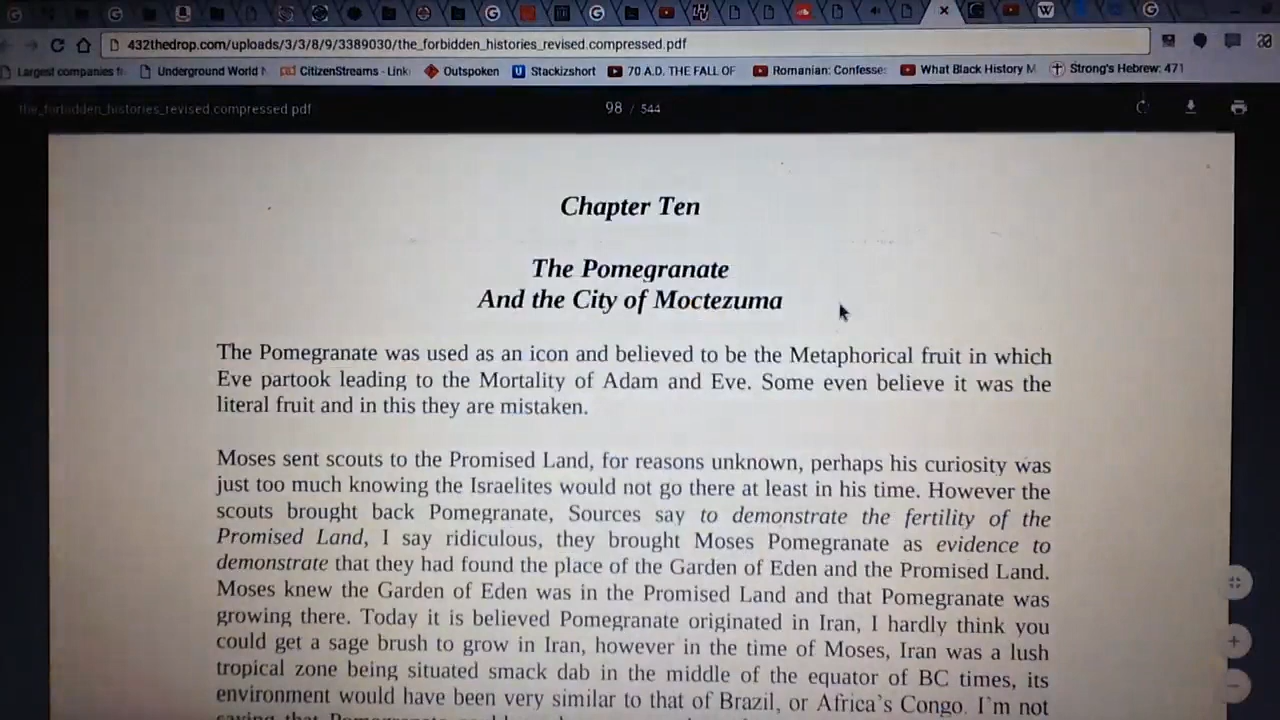 432thedrop.com/uploads/3/3/8/9/3389030/the_forbidden_histories_revised.compressed.pdf
Largest companies fr Underground World N CitizenStreams - Link Outspoken Stackizshort 70 A.D. THE FALL OF Romanian: Confesse: What Black History M Strong's Hebrew: 471
the_forbidden_histories_revised.compressed.pdf 98 / 544
Chapter Ten
The Pomegranate
And the City of Moctezuma
The Pomegranate was used as an icon and believed to be the Metaphorical fruit in which
Eve partook leading to the Mortality of Adam and Eve. Some even believe it was the
literal fruit and in this they are mistaken.
Moses sent scouts to the Promised Land, for reasons unknown, perhaps his curiosity was
just too much knowing the Israelites would not go there at least in his time. However the
scouts brought back Pomegranate, Sources say to demonstrate the fertility of the
Promised Land, I say ridiculous, they brought Moses Pomegranate as evidence to
demonstrate that they had found the place of the Garden of Eden and the Promised Land.
Moses knew the Garden of Eden was in the Promised Land and that Pomegranate was
growing there. Today it is believed Pomegranate originated in Iran, I hardly think you
could get a sage brush to grow in Iran, however in the time of Moses, Iran was a lush
tropical zone being situated smack dab in the middle of the equator of BC times, its
environment would have been very similar to that of Brazil, or Africa's Congo. I'm not